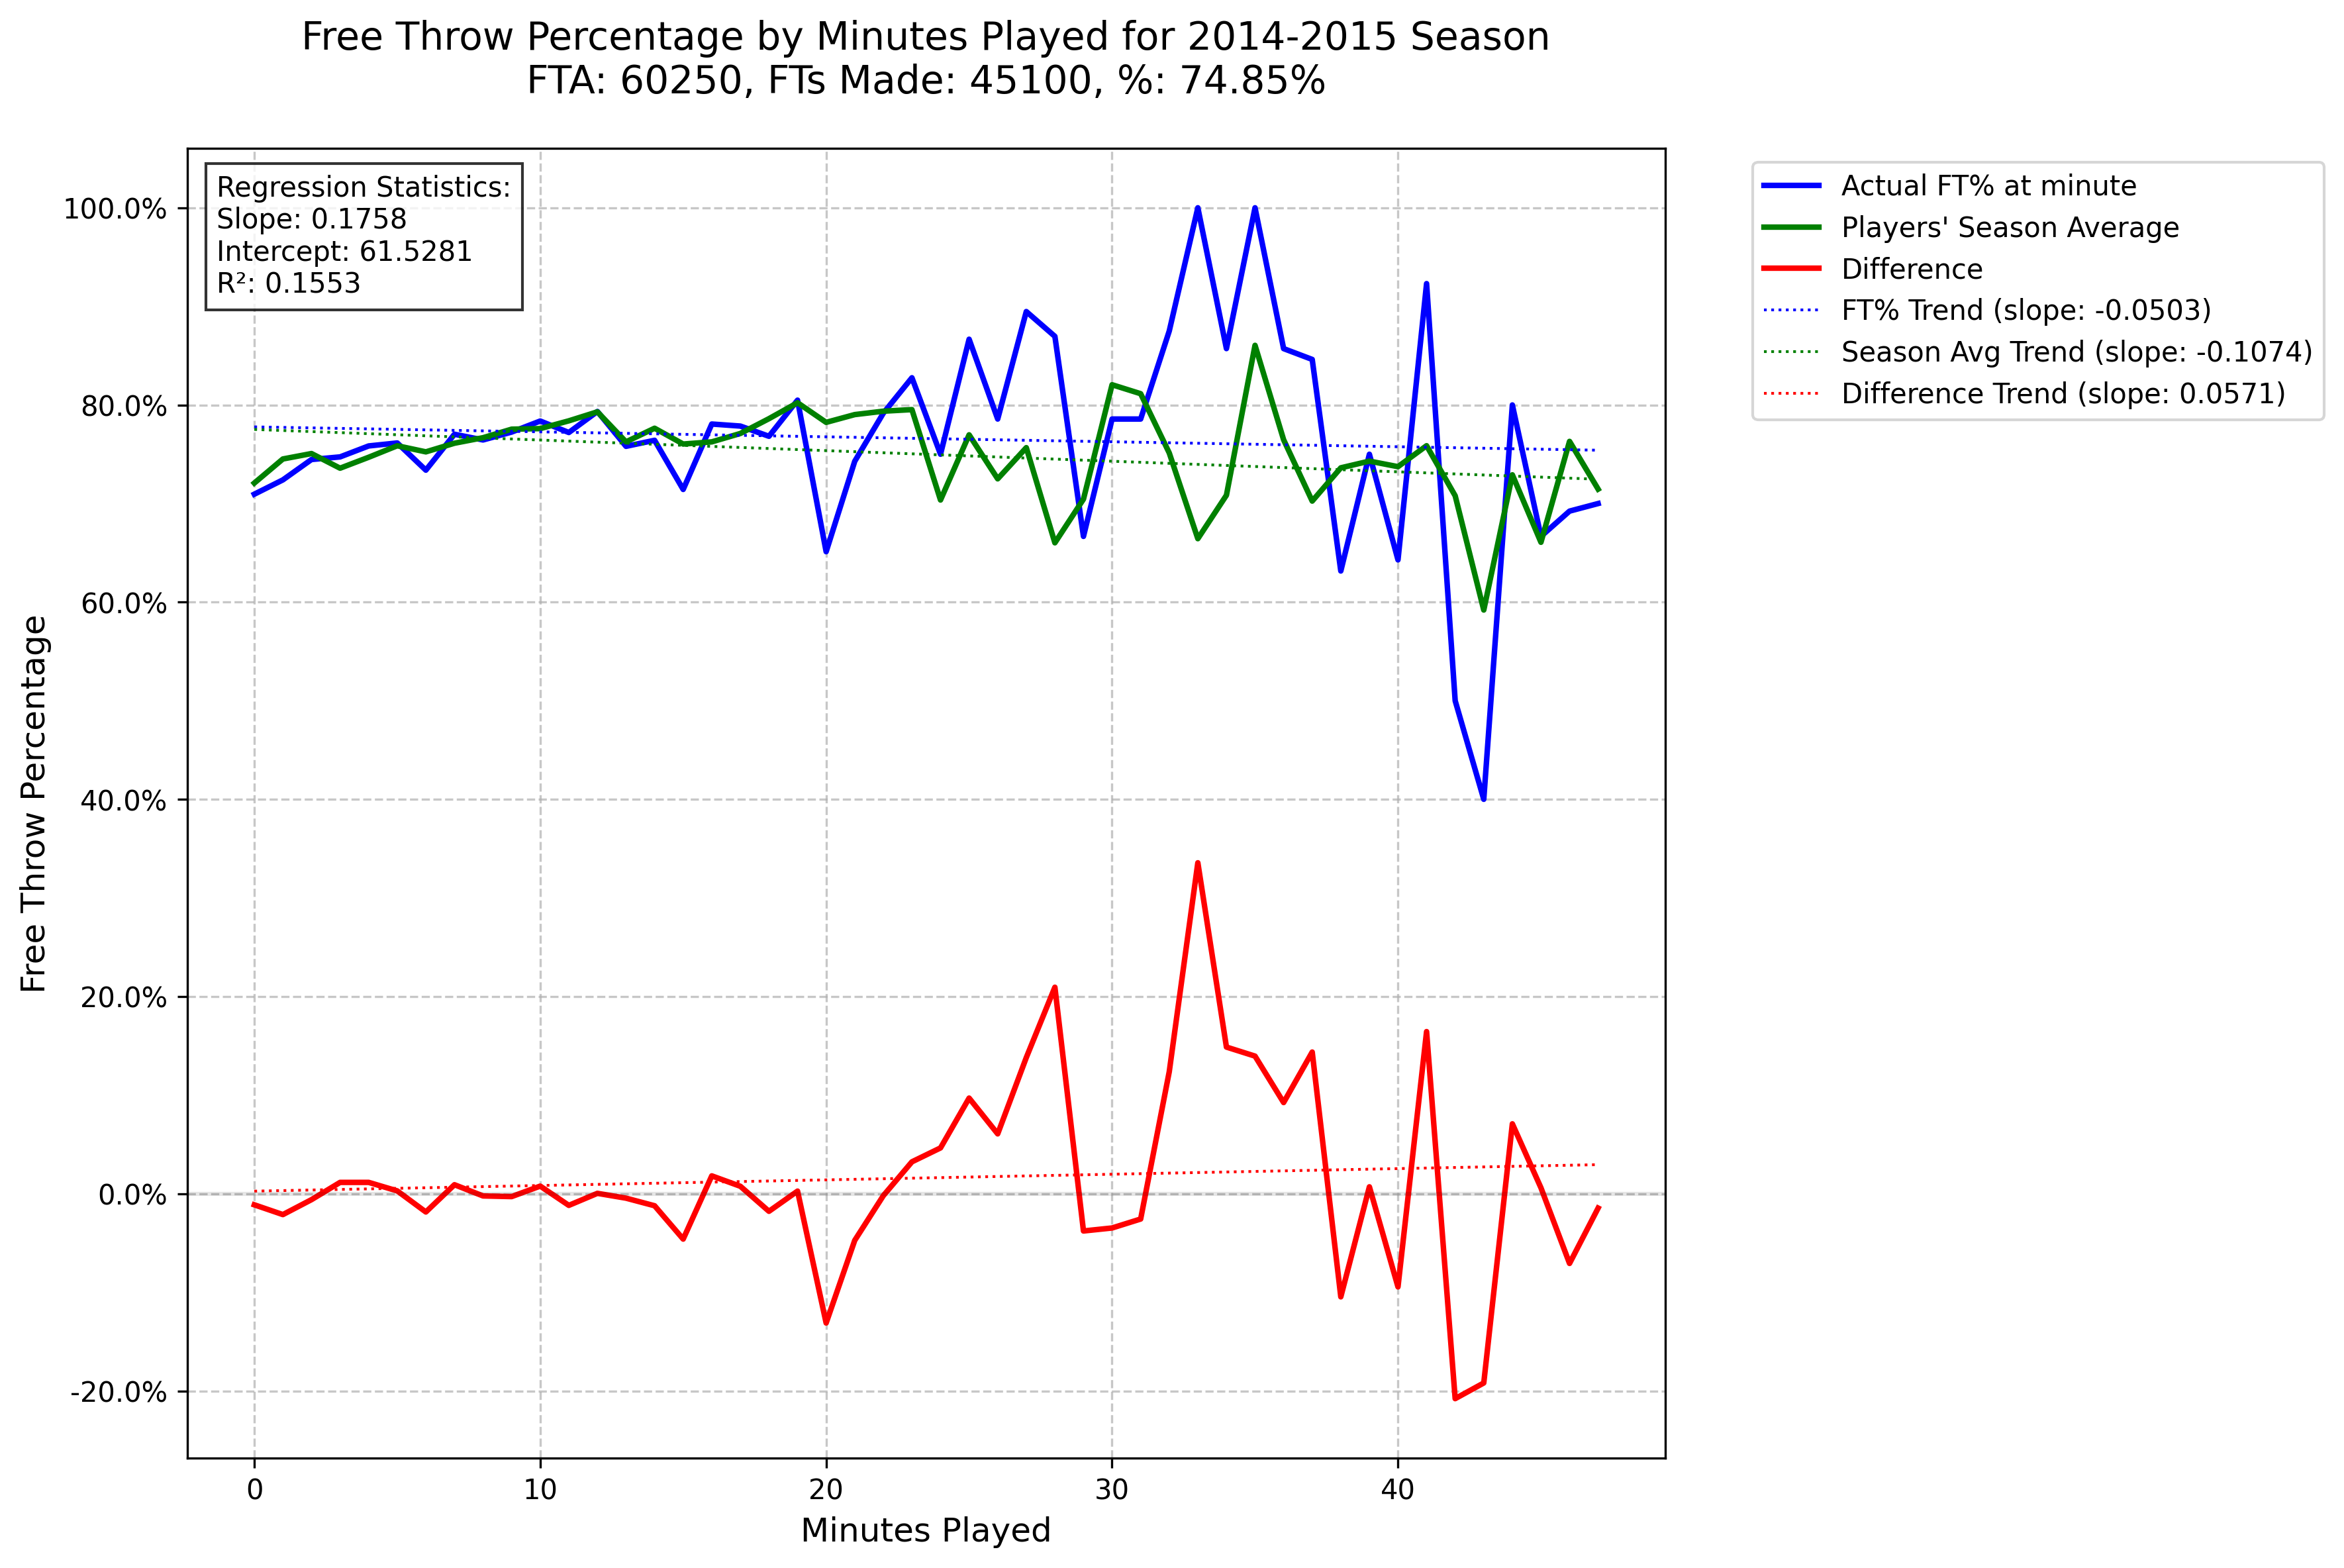 Free Throw Percentage by Minutes Played for 2014-2015 Season
FTA: 60250, FTs Made: 45100, %: 74.85%
Regression Statistics:
Slope: 0.1758
Intercept: 61.5281
R²: 0.1553
Actual FT% at minute
Players' Season Average
Difference
FT% Trend (slope: -0.0503)
Season Avg Trend (slope: -0.1074)
Difference Trend (slope: 0.0571)
Free Throw Percentage
100.0%
80.0%
60.0%
40.0%
20.0%
0.0%
-20.0%
0 10 20 30 40
Minutes Played